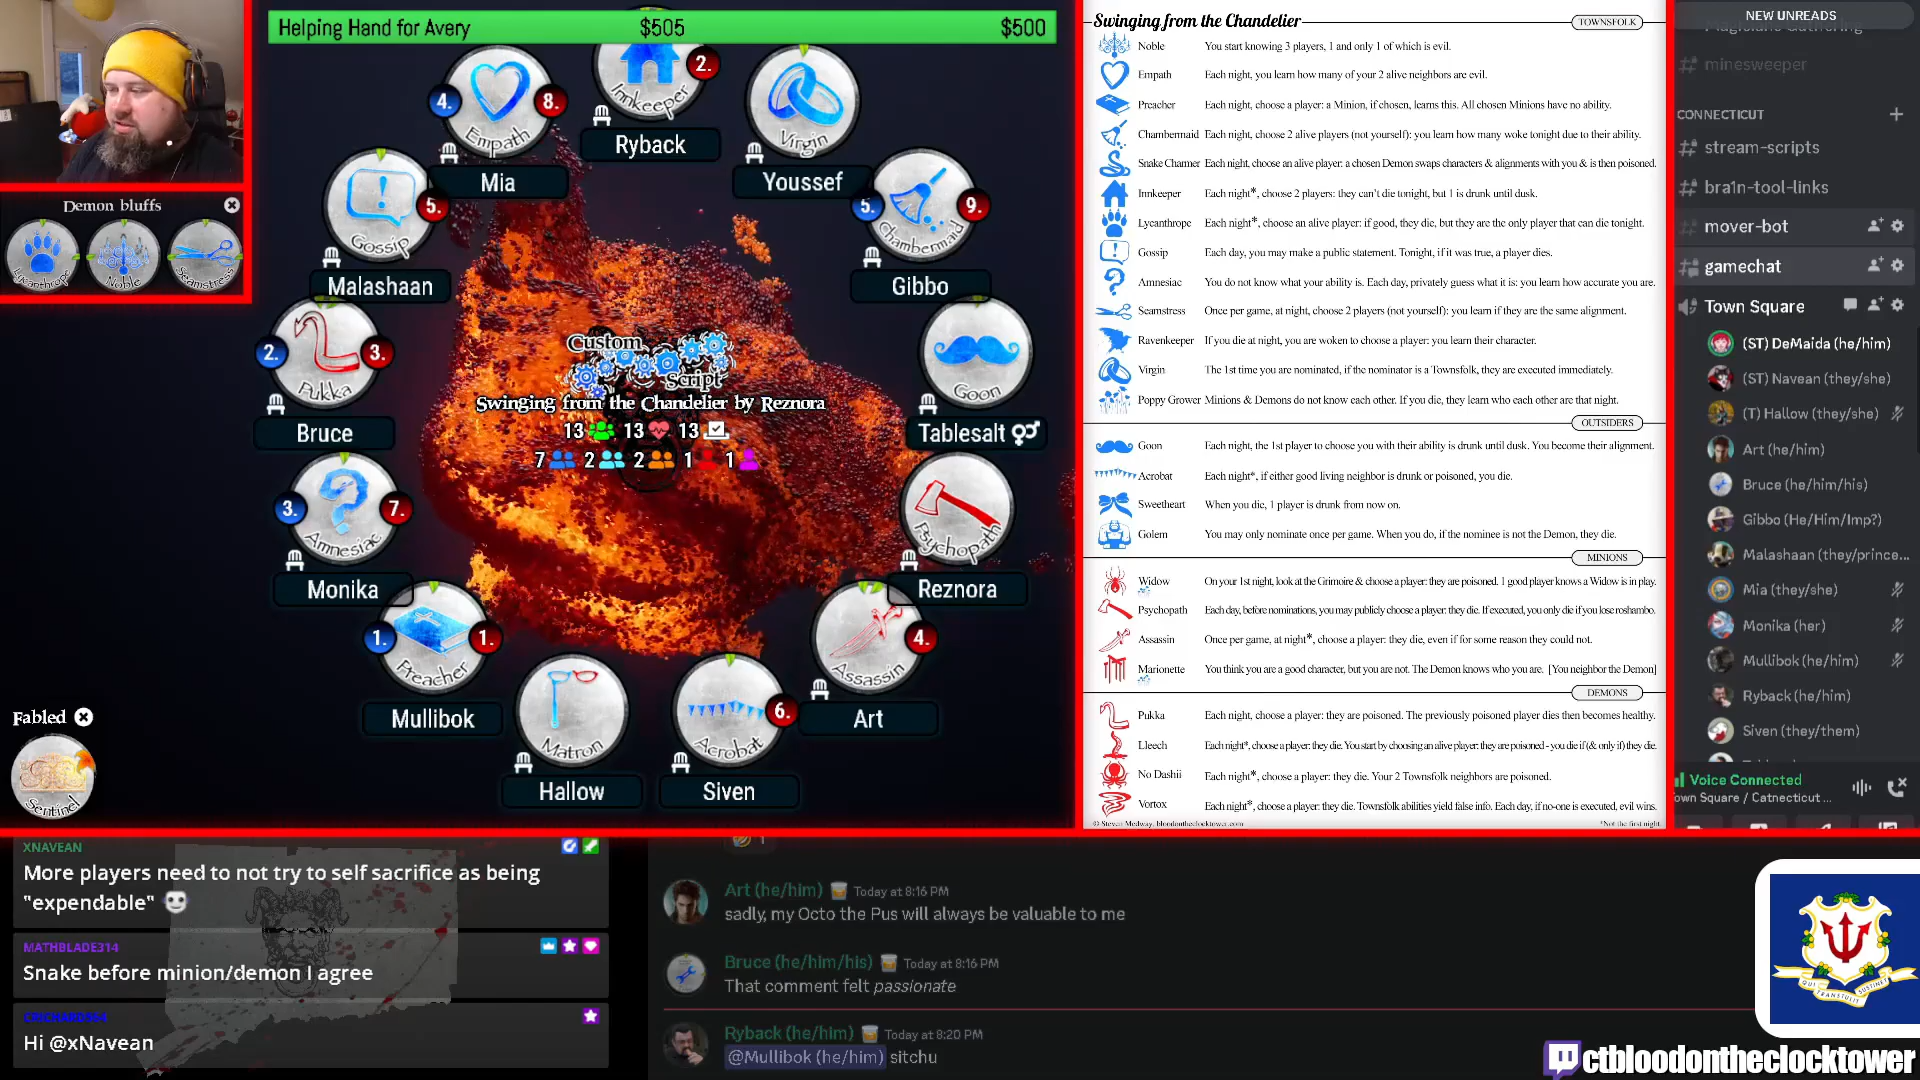 Helping Hand for Avery $505 $500
Demon bluffs
Lycanthrope
Noble
Seamstress
Innkeeper
2.
Ryback
Empath
4.
8.
Mia
Virgin
Youssef
Gossip
5.
Malashaan
Chambermaid
5.
9.
Gibbo
Pukka
2.
3.
Bruce
Goon
Tablesalt
Amnesiac
3.
7.
Monika
Psychopath
Reznora
Preacher
1.
1.
Mullibok
Assassin
4.
Art
Matron
Hallow
Acrobat
6.
Siven
Custom
Script
Swinging from the Chandelier by Reznora
13 13 13
7 2 2 1 1
Fabled
Sentinel
Swinging from the Chandelier
TOWNSFOLK
Noble You start knowing 3 players, 1 and only 1 of which is evil.
Empath Each night, you learn how many of your 2 alive neighbors are evil.
Preacher Each night, choose a player: a Minion, if chosen, learns this. All chosen Minions have no ability.
Chambermaid Each night, choose 2 alive players (not yourself): you learn how many woke tonight due to their ability.
Snake Charmer Each night, choose an alive player: a chosen Demon swaps characters & alignments with you & is then poisoned.
Innkeeper Each night*, choose 2 players: they can't die tonight, but 1 is drunk until dusk.
Lycanthrope Each night*, choose an alive player: if good, they die, but they are the only player that can die tonight.
Gossip Each day, you may make a public statement. Tonight, if it was true, a player dies.
Amnesiac You do not know what your ability is. Each day, privately guess what it is: you learn how accurate you are.
Seamstress Once per game, at night, choose 2 players (not yourself): you learn if they are the same alignment.
Ravenkeeper If you die at night, you are woken to choose a player: you learn their character.
Virgin The 1st time you are nominated, if the nominator is a Townsfolk, they are executed immediately.
Poppy Grower Minions & Demons do not know each other. If you die, they learn who each other are that night.
OUTSIDERS
Goon Each night, the 1st player to choose you with their ability is drunk until dusk. You become their alignment.
Acrobat Each night*, if either good living neighbor is drunk or poisoned, you die.
Sweetheart When you die, 1 player is drunk from now on.
Golem You may only nominate once per game. When you do, if the nominee is not the Demon, they die.
MINIONS
Widow On your 1st night, look at the Grimoire & choose a player: they are poisoned. 1 good player knows a Widow is in play.
Psychopath Each day, before nominations, you may publicly choose a player: they die. If executed, you only die if you lose roshambo.
Assassin Once per game, at night*, choose a player: they die, even if for some reason they could not.
Marionette You think you are a good character, but you are not. The Demon knows who you are. [You neighbor the Demon]
DEMONS
Pukka Each night, choose a player: they are poisoned. The previously poisoned player dies then becomes healthy.
Lleech Each night*, choose a player: they die. You start by choosing an alive player: they are poisoned - you die if (& only if) they die.
No Dashii Each night*, choose a player: they die. Your 2 Townsfolk neighbors are poisoned.
Vortox Each night*, choose a player: they die. Townsfolk abilities yield false info. Each day, if no-one is executed, evil wins.
© Steven Medway, bloodontheclocktower.com *Not the first night
NEW UNREADS
minesweeper
CONNECTICUT
stream-scripts
bra1n-tool-links
mover-bot
gamechat
Town Square
(ST) DeMaida (he/him)
(ST) Navean (they/she)
(T) Hallow (they/she)
Art (he/him)
Bruce (he/him/his)
Gibbo (He/Him/Imp?)
Malashaan (they/prince...
Mia (they/she)
Monika (her)
Mullibok (he/him)
Ryback (he/him)
Siven (they/them)
Voice Connected
own Square / Catnecticut ...
XNAVEAN
More players need to not try to self sacrifice as being
"expendable"
MATHBLADE314
Snake before minion/demon I agree
Hi @xNavean
1
Art (he/him) Today at 8:16 PM
sadly, my Octo the Pus will always be valuable to me
Bruce (he/him/his) Today at 8:16 PM
That comment felt passionate
Ryback (he/him) Today at 8:20 PM
@Mullibok (he/him) sitchu
QUI TRANSTULIT SUSTINET
ctbloodontheclocktower